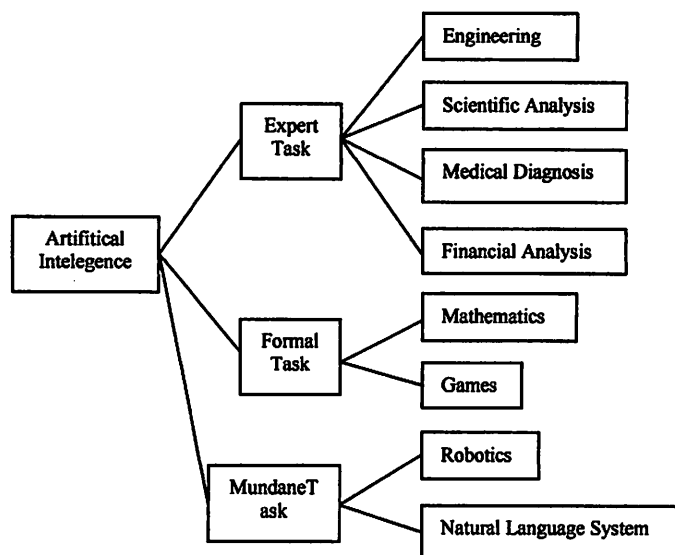 Engineering
Expert
Task
Scientific Analysis
Medical Diagnosis
Artifitical
Intelegence
Financial Analysis
Formal
Task
Mathematics
Games
MundaneT
ask
Robotics
Natural Language System